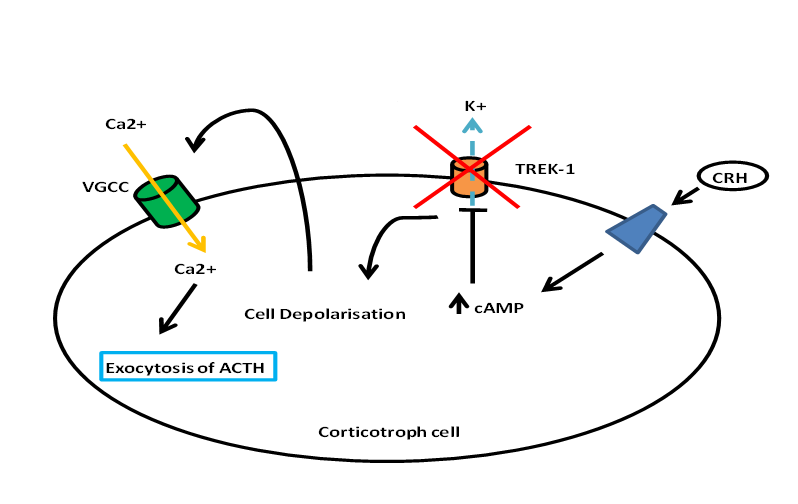 K+
Ca2+
TREK-1
CRH
VGCC
Ca2+
cAMP
Cell Depolarisation
Exocytosis of ACTH
Corticotroph cell